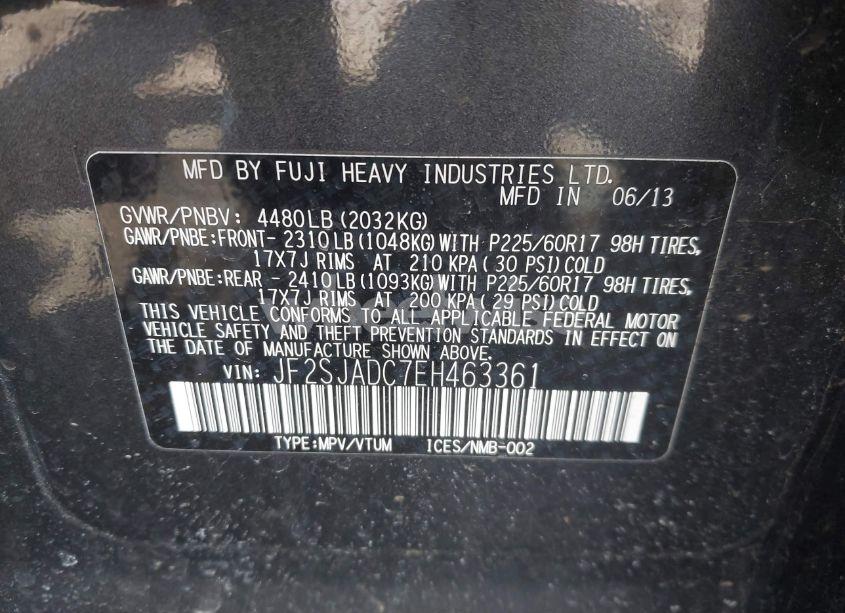 MFD BY FUJI HEAVY INDUSTRIES LTD.
MFD IN 06/13
GVWR/PNBV: 4480LB (2032KG)
GAWR/PNBE:FRONT- 2310LB (1048KG) WITH P225/60R17 98H TIRES,
17X7J RIMS AT 210 KPA ( 30 PSI) COLD
GAWR/PNBE:REAR - 2410LB (1093KG) WITH P225/60R17 98H TIRES,
17X7J RIMS AT 200 KPA ( 29 PSI) COLD
THIS VEHICLE CONFORMS TO ALL APPLICABLE FEDERAL MOTOR
VEHICLE SAFETY AND THEFT PREVENTION STANDARDS IN EFFECT ON
THE DATE OF MANUFACTURE SHOWN ABOVE.
VIN: JF2SJADC7EH463361
TYPE:MPV/VTUM ICES/NMB-002